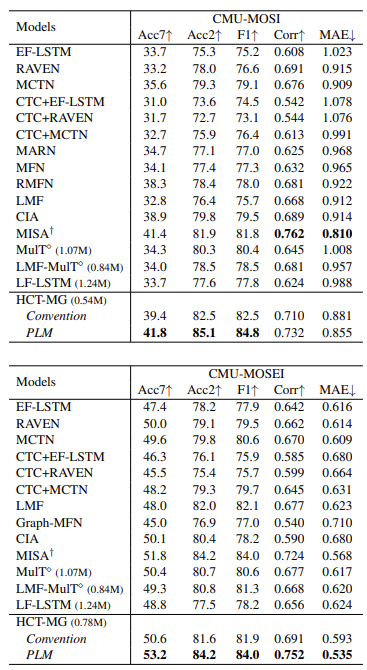 Models CMU-MOSI
Acc7↑ Acc2↑ F1↑ Corr↑ MAE↓
EF-LSTM 33.7 75.3 75.2 0.608 1.023
RAVEN 33.2 78.0 76.6 0.691 0.915
MCTN 35.6 79.3 79.1 0.676 0.909
CTC+EF-LSTM 31.0 73.6 74.5 0.542 1.078
CTC+RAVEN 31.7 72.7 73.1 0.544 1.076
CTC+MCTN 32.7 75.9 76.4 0.613 0.991
MARN 34.7 77.1 77.0 0.625 0.968
MFN 34.1 77.4 77.3 0.632 0.965
RMFN 38.3 78.4 78.0 0.681 0.922
LMF 32.8 76.4 75.7 0.668 0.912
CIA 38.9 79.8 79.5 0.689 0.914
MISA† 41.4 81.9 81.8 0.762 0.810
MulT◇ (1.07M) 34.3 80.3 80.4 0.645 1.008
LMF-MulT◇ (0.84M) 34.0 78.5 78.5 0.681 0.957
LF-LSTM (1.24M) 33.7 77.6 77.8 0.624 0.988
HCT-MG (0.54M)
Convention 39.4 82.5 82.5 0.710 0.881
PLM 41.8 85.1 84.8 0.732 0.855
Models CMU-MOSEI
Acc7↑ Acc2↑ F1↑ Corr↑ MAE↓
EF-LSTM 47.4 78.2 77.9 0.642 0.616
RAVEN 50.0 79.1 79.5 0.662 0.614
MCTN 49.6 79.8 80.6 0.670 0.609
CTC+EF-LSTM 46.3 76.1 75.9 0.585 0.680
CTC+RAVEN 45.5 75.4 75.7 0.599 0.664
CTC+MCTN 48.2 79.3 79.7 0.645 0.631
LMF 48.0 82.0 82.1 0.677 0.623
Graph-MFN 45.0 76.9 77.0 0.540 0.710
CIA 50.1 80.4 78.2 0.590 0.680
MISA† 51.8 84.2 84.0 0.724 0.568
MulT◇ (1.07M) 50.4 80.7 80.6 0.677 0.617
LMF-MulT◇ (0.84M) 49.3 80.8 81.3 0.668 0.620
LF-LSTM (1.24M) 48.8 77.5 78.2 0.656 0.624
HCT-MG (0.78M)
Convention 50.6 81.6 81.9 0.691 0.593
PLM 53.2 84.2 84.0 0.752 0.535